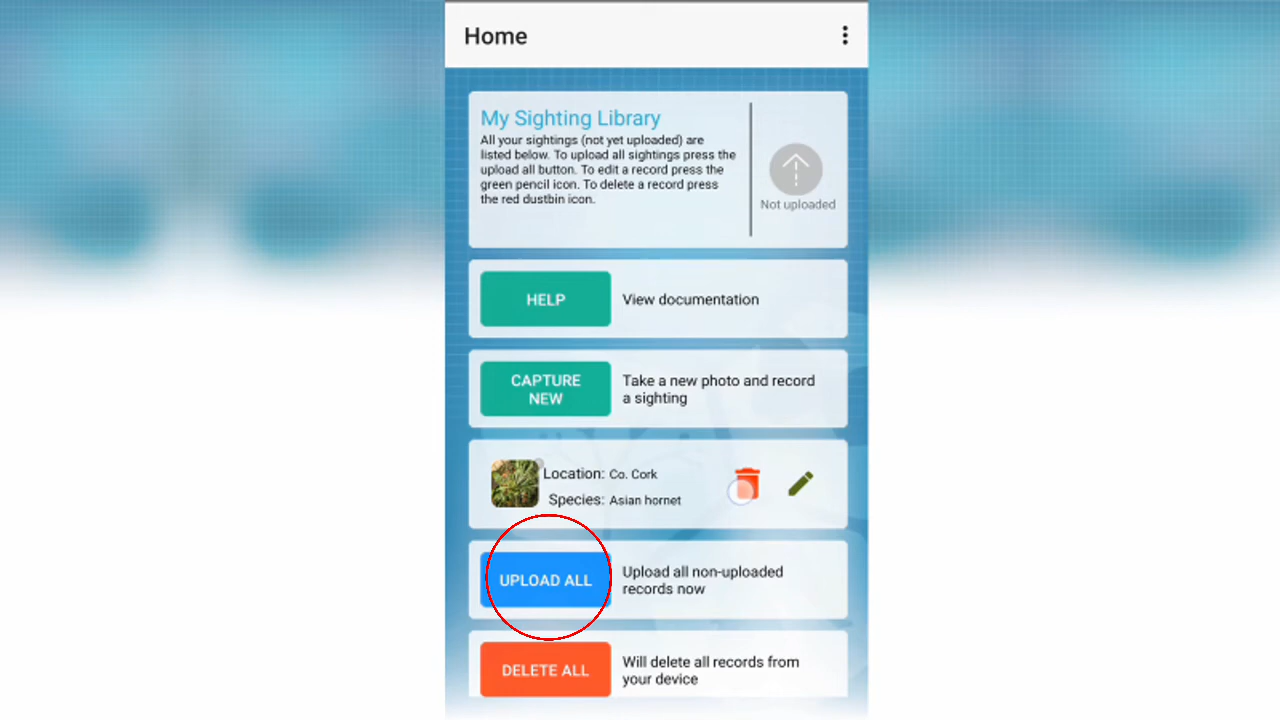 Home
My Sighting Library
All your sightings (not yet uploaded) are
listed below. To upload all sightings press the
upload all button. To edit a record press the
green pencil icon. To delete a record press
the red dustbin icon.
Not uploaded
HELP
View documentation
CAPTURE
NEW
Take a new photo and record
a sighting
Location: Co. Cork
Species: Asian hornet
UPLOAD ALL
Upload all non-uploaded
records now
DELETE ALL
Will delete all records from
your device